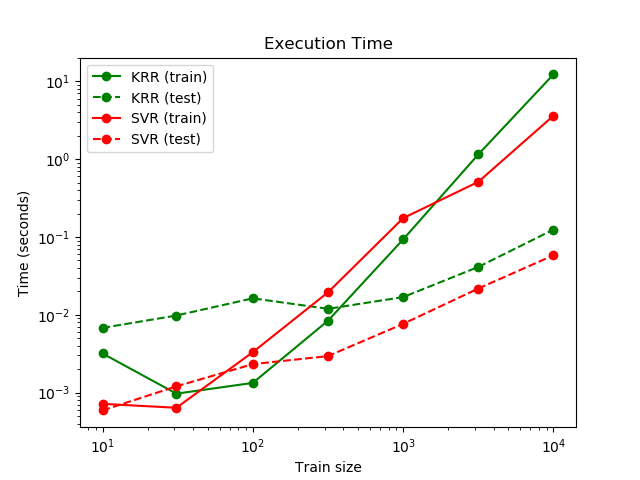 Execution Time
KRR (train)
KRR (test)
SVR (train)
SVR (test)
Time (seconds)
10¹
10⁰
10⁻¹
10⁻²
10⁻³
10¹
10²
10³
10⁴
Train size